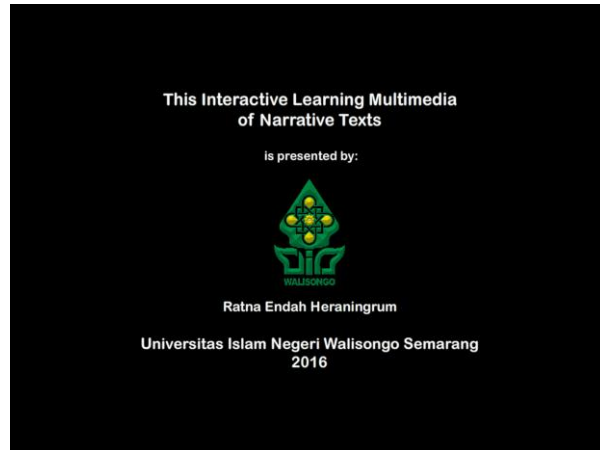 This Interactive Learning Multimedia
of Narrative Texts
is presented by:
WALISONGO
Ratna Endah Heraningrum
Universitas Islam Negeri Walisongo Semarang
2016